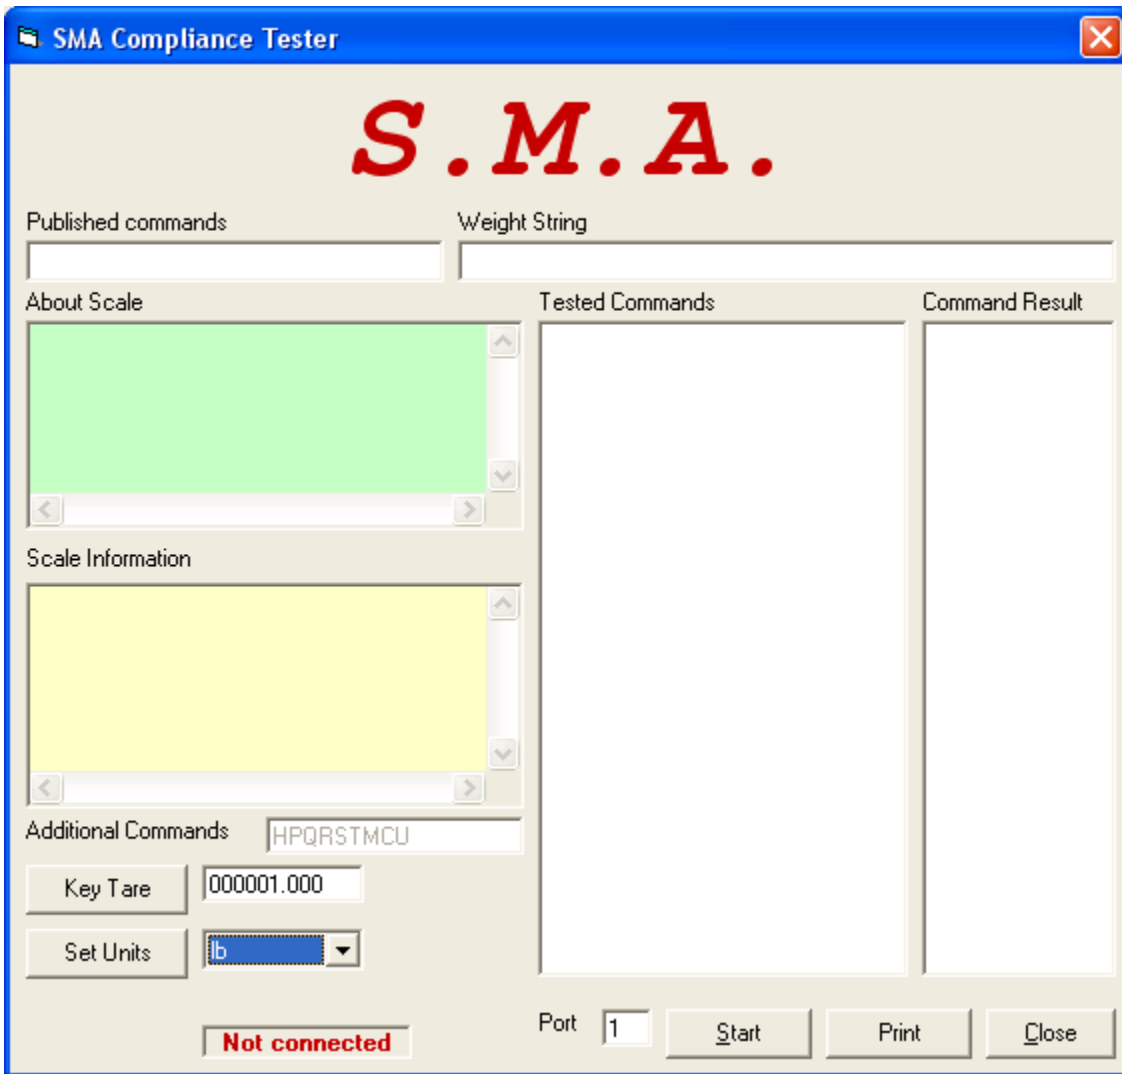 SMA Compliance Tester
S.M.A.
Published commands Weight String
About Scale Tested Commands Command Result
Scale Information
Additional Commands HPQRSTMCU
Key Tare 000001.000
Set Units lb
Not connected Port 1 Start Print Close